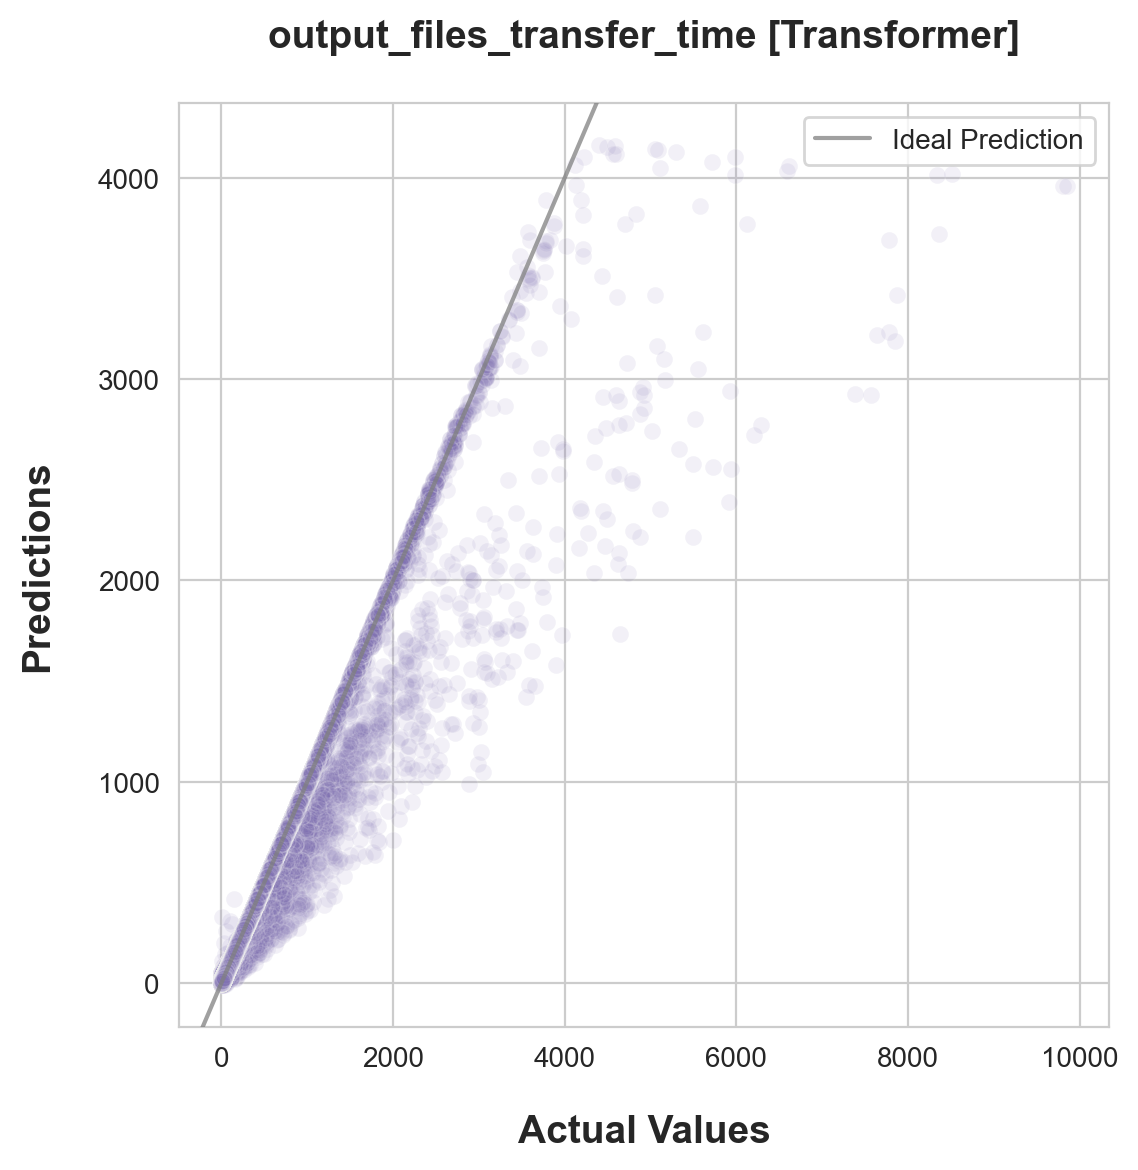 output_files_transfer_time [Transformer]
Ideal Prediction
4000
3000
2000
1000
0
Predictions
0 2000 4000 6000 8000 10000
Actual Values